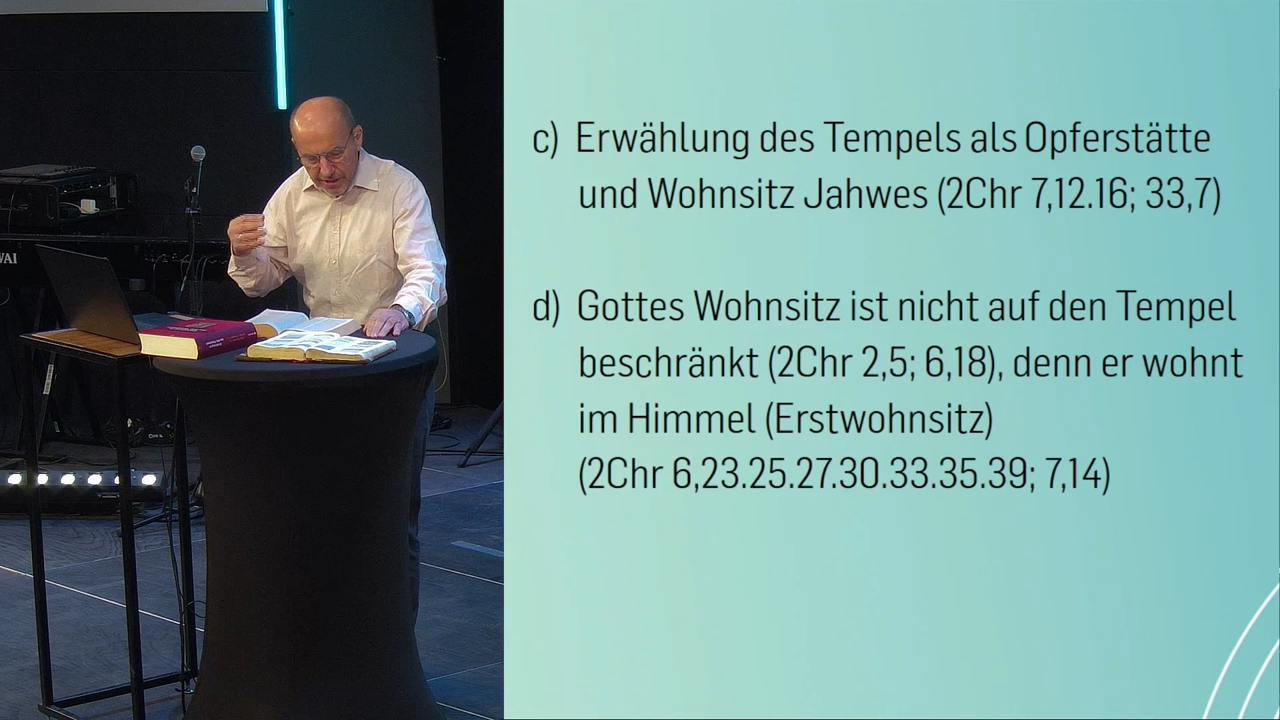 WAI
c) Erwählung des Tempels als Opferstätte
und Wohnsitz Jahwes (2Chr 7,12.16; 33,7)
d) Gottes Wohnsitz ist nicht auf den Tempel
beschränkt (2Chr 2,5; 6,18), denn er wohnt
im Himmel (Erstwohnsitz)
(2Chr 6,23.25.27.30.33.35.39; 7,14)